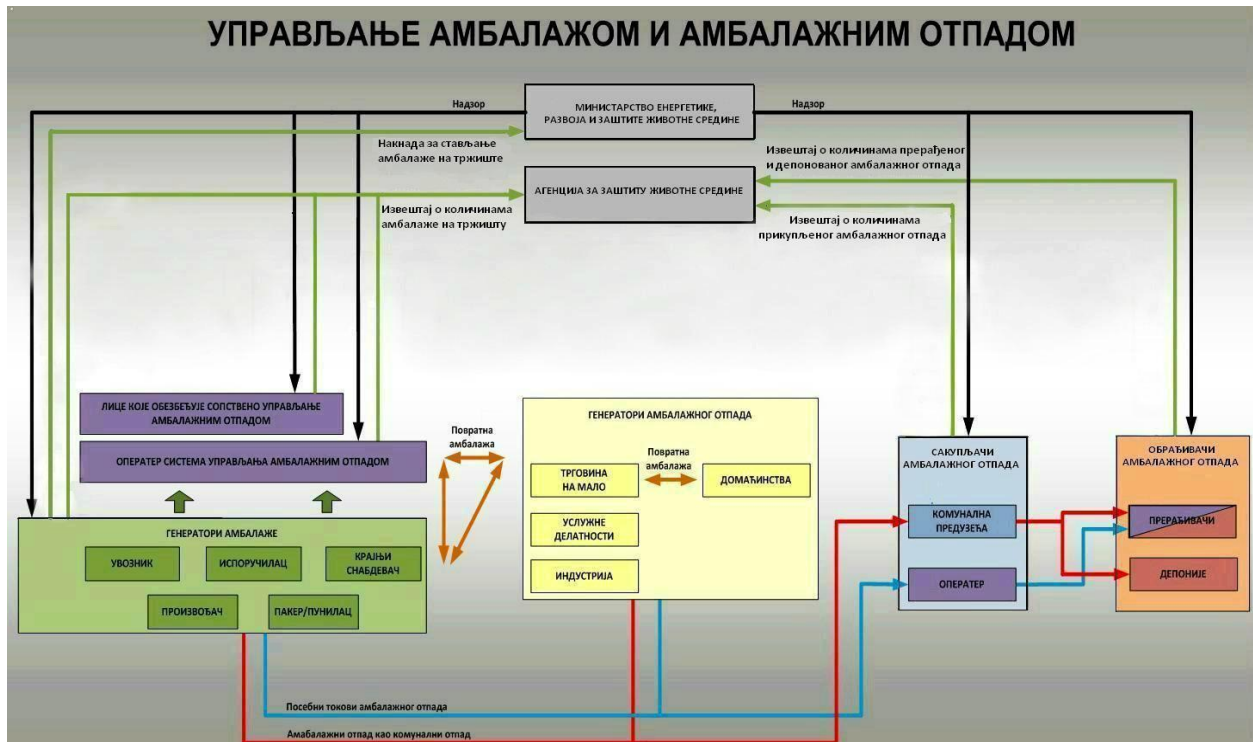 УПРАВЉАЊЕ АМБАЛАЖОМ И АМБАЛАЖНИМ ОТПАДОМ
Надзор
МИНИСТАРСТВО ЕНЕРГЕТИКЕ,
РАЗВОЈА И ЗАШТИТЕ ЖИВОТНЕ СРЕДИНЕ
Надзор
Накнада за стављање
амбалаже на тржиште
Извештај о количинама прерађеног
и депонованог амбалажног отпада
АГЕНЦИЈА ЗА ЗАШТИТУ ЖИВОТНЕ СРЕДИНЕ
Извештај о количинама
амбалаже на тржишту
Извештај о количинама
прикупљеног амбалажног отпада
ЛИЦЕ КОЈЕ ОБЕЗБЕЂУЈЕ СОПСТВЕНО УПРАВЉАЊЕ
АМБАЛАЖНИМ ОТПАДОМ
ОПЕРАТЕР СИСТЕМА УПРАВЉАЊА АМБАЛАЖНИМ ОТПАДОМ
Повратна
амбалажа
ГЕНЕРАТОРИ АМБАЛАЖЕ
УВОЗНИК
ИСПОРУЧИЛАЦ
КРАЈЊИ
СНАБДЕВАЧ
ПРОИЗВОЂАЧ
ПАКЕР/ПУНИЛАЦ
ГЕНЕРАТОРИ АМБАЛАЖНОГ ОТПАДА
ТРГОВИНА
НА МАЛО
Повратна
амбалажа
ДОМАЋИНСТВА
УСЛУЖНЕ
ДЕЛАТНОСТИ
ИНДУСТРИЈА
САКУПЉАЧИ
АМБАЛАЖНОГ ОТПАДА
КОМУНАЛНА
ПРЕДУЗЕЋА
ОПЕРАТЕР
ОБРАЂИВАЧИ
АМБАЛАЖНОГ ОТПАДА
ПРЕРАЂИВАЧИ
ДЕПОНИЈЕ
Посебни токови амбалажног отпада
Амабалажни отпад као комунални отпад